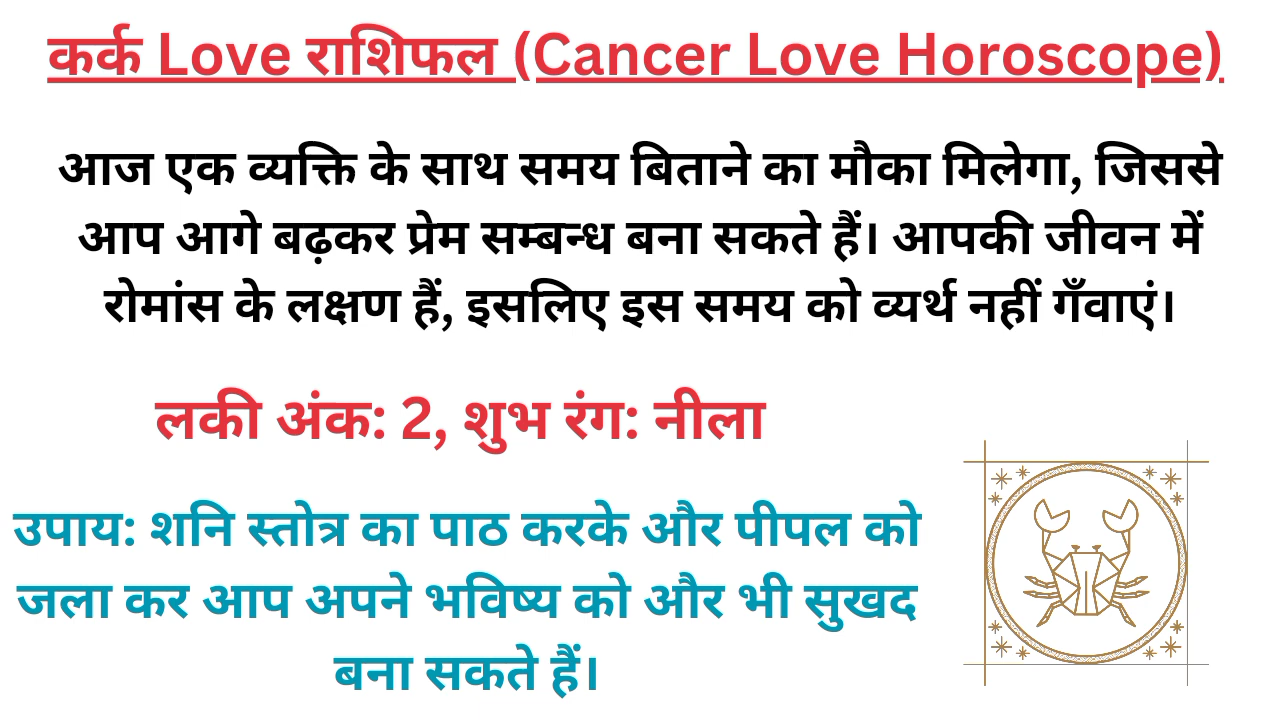 कर्क Love राशिफल (Cancer Love Horoscope)
आज एक व्यक्ति के साथ समय बिताने का मौका मिलेगा, जिससे
आप आगे बढ़कर प्रेम सम्बन्ध बना सकते हैं। आपकी जीवन में
रोमांस के लक्षण हैं, इसलिए इस समय को व्यर्थ नहीं गँवाएं।
लकी अंक: 2, शुभ रंग: नीला
उपाय: शनि स्तोत्र का पाठ करके और पीपल को
जला कर आप अपने भविष्य को और भी सुखद
बना सकते हैं।